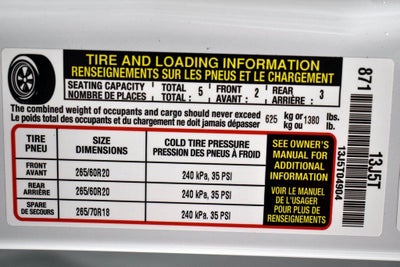 TIRE AND LOADING INFORMATION
RENSEIGNEMENTS SUR LES PNEUS ET LE CHARGEMENT
SEATING CAPACITY TOTAL : 5 FRONT : 2 REAR : 3
NOMBRE DE PLACES : TOTAL : AVANT : ARRIÈRE :
The combined weight of occupants and cargo should never exceed 625 kg or 1380 lbs.
Le poids total des occupants et du chargement ne doit jamais dépasser kg ou lb.
TIRE
PNEU
SIZE
DIMENSIONS
COLD TIRE PRESSURE
PRESSION DES PNEUS À FROID
FRONT
AVANT
265/60R20
240 kPa, 35 PSI
REAR
ARRIÈRE
265/60R20
240 kPa, 35 PSI
SPARE
DE SECOURS
265/70R18
240 kPa, 35 PSI
SEE OWNER'S
MANUAL FOR
ADDITIONAL
INFORMATION
VOIR LE MANUEL
DE L'USAGER
POUR PLUS DE
RENSEIGNEMENTS
871
13J5T
13J5T04904